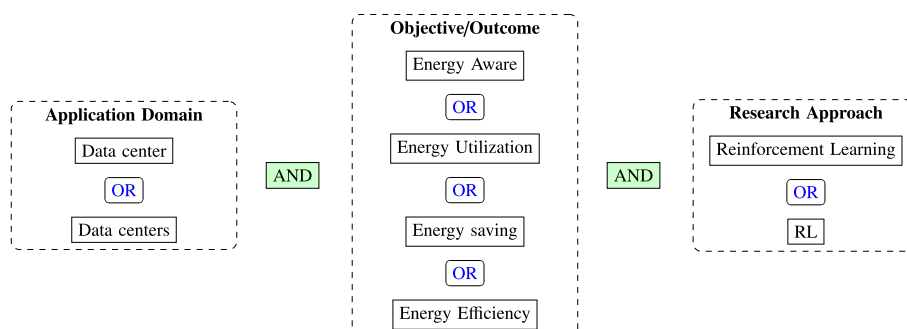 Application Domain
Data center
OR
Data centers
AND
Objective/Outcome
Energy Aware
OR
Energy Utilization
OR
Energy saving
OR
Energy Efficiency
AND
Research Approach
Reinforcement Learning
OR
RL